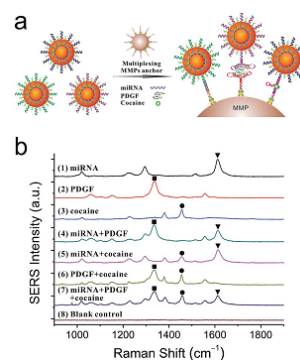 a
Multiplexing
MMPs anchor
miRNA
PDGF
Cocaine
MMP
b
SERS Intensity (a.u.)
(1) miRNA
(2) PDGF
(3) cocaine
(4) miRNA+PDGF
(5) miRNA+cocaine
(6) PDGF+cocaine
(7) miRNA+PDGF
+cocaine
(8) Blank control
1000 1200 1400 1600 1800
Raman Shift (cm⁻¹)